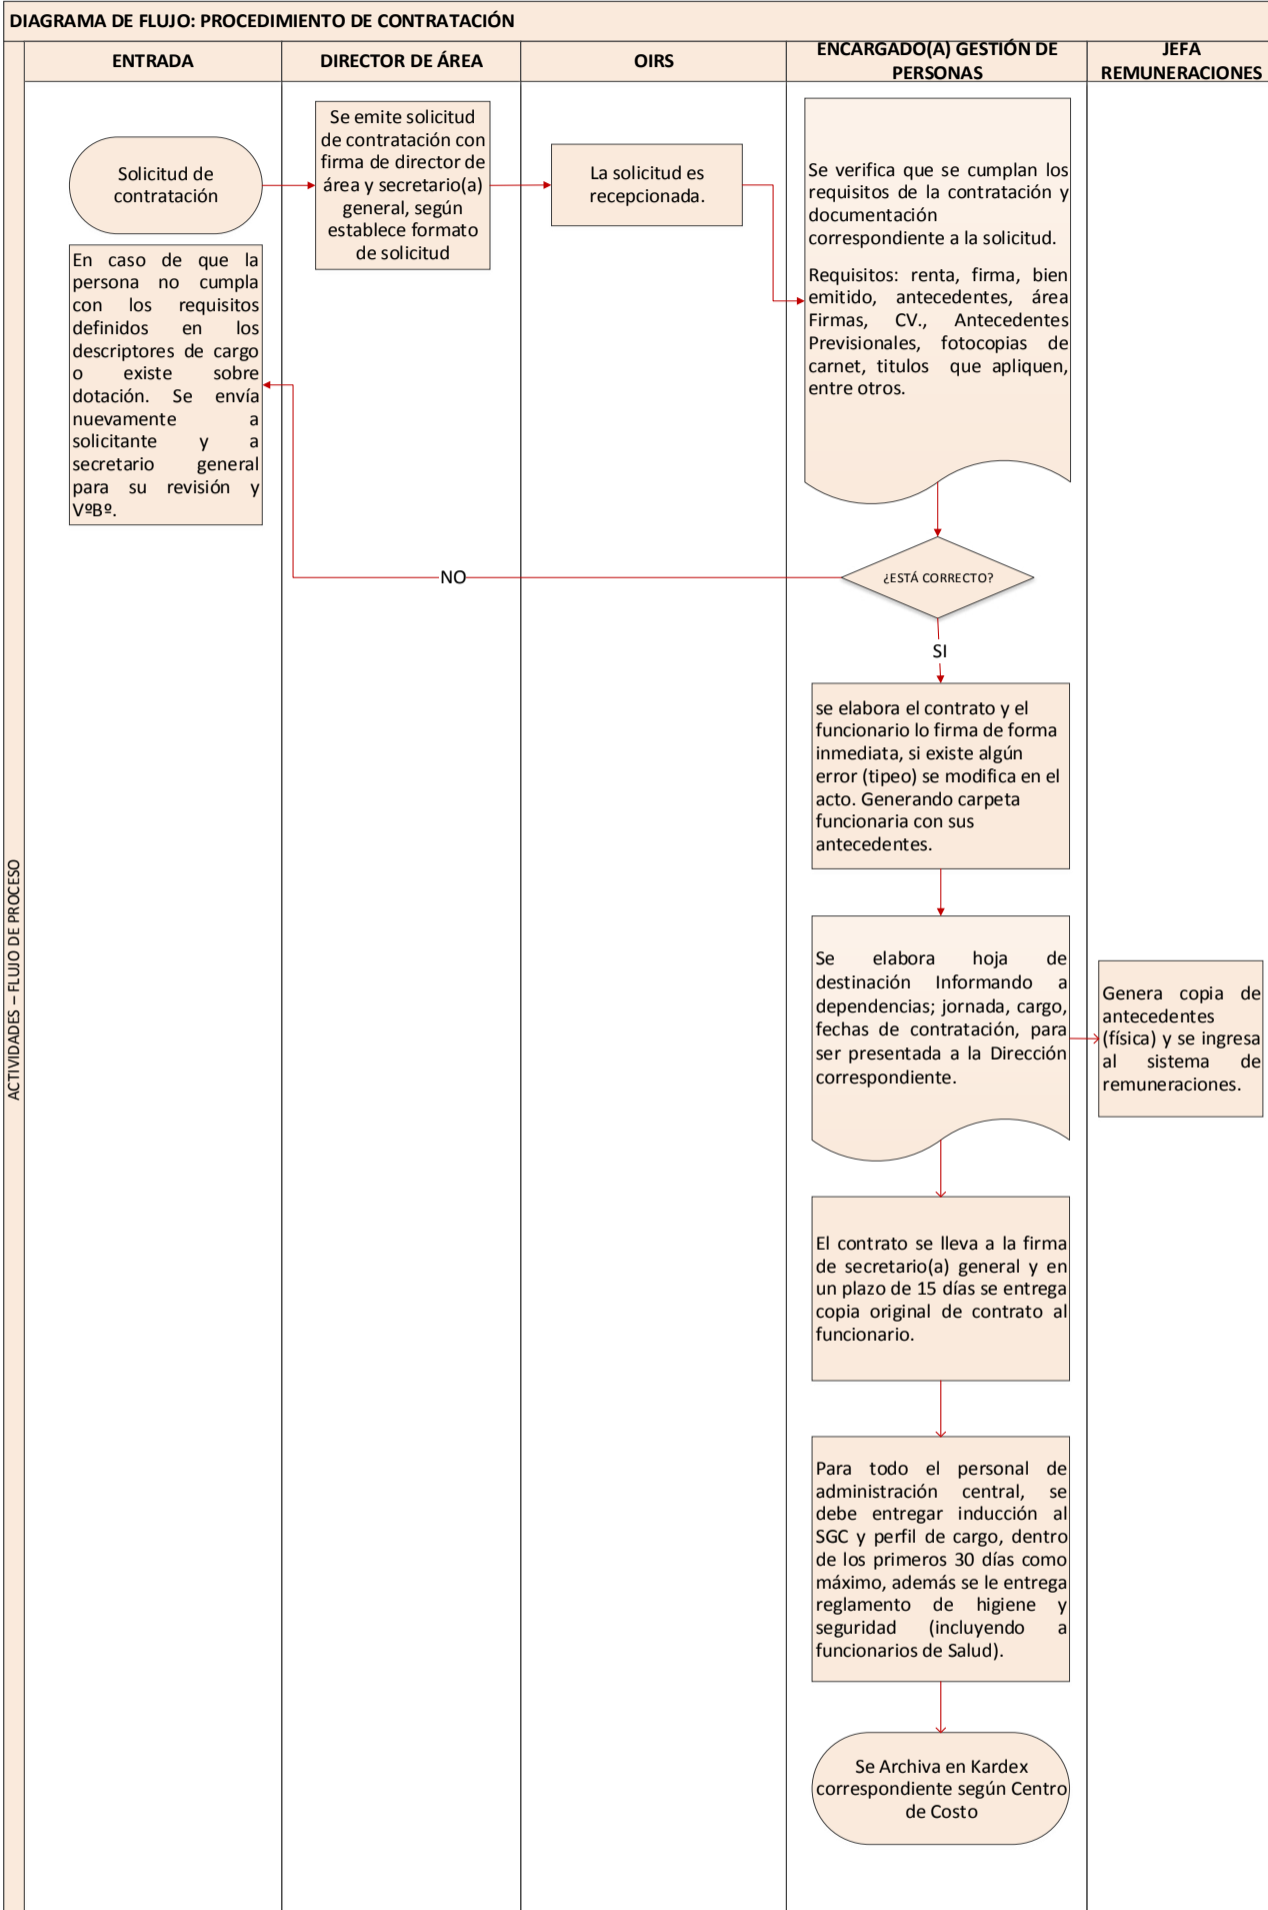 DIAGRAMA DE FLUJO: PROCEDIMIENTO DE CONTRATACIÓN
ENTRADA
DIRECTOR DE ÁREA
OIRS
ENCARGADO(A) GESTIÓN DE
PERSONAS
JEFA
REMUNERACIONES
ACTIVIDADES – FLUJO DE PROCESO
Solicitud de
contratación
Se emite solicitud
de contratación con
firma de director de
área y secretario(a)
general, según
establece formato
de solicitud
La solicitud es
recepcionada.
Se verifica que se cumplan los
requisitos de la contratación y
documentación
correspondiente a la solicitud.
Requisitos: renta, firma, bien
emitido, antecedentes, área
Firmas, CV., Antecedentes
Previsionales, fotocopias de
carnet, titulos que apliquen,
entre otros.
En caso de que la
persona no cumpla
con los requisitos
definidos en los
descriptores de cargo
o existe sobre
dotación. Se envía
nuevamente a
solicitante y a
secretario general
para su revisión y
VºBº.
¿ESTÁ CORRECTO?
NO
SI
se elabora el contrato y el
funcionario lo firma de forma
inmediata, si existe algún
error (tipeo) se modifica en el
acto. Generando carpeta
funcionaria con sus
antecedentes.
Se elabora hoja de
destinación Informando a
dependencias; jornada, cargo,
fechas de contratación, para
ser presentada a la Dirección
correspondiente.
Genera copia de
antecedentes
(física) y se ingresa
al sistema de
remuneraciones.
El contrato se lleva a la firma
de secretario(a) general y en
un plazo de 15 días se entrega
copia original de contrato al
funcionario.
Para todo el personal de
administración central, se
debe entregar inducción al
SGC y perfil de cargo, dentro
de los primeros 30 días como
máximo, además se le entrega
reglamento de higiene y
seguridad (incluyendo a
funcionarios de Salud).
Se Archiva en Kardex
correspondiente según Centro
de Costo